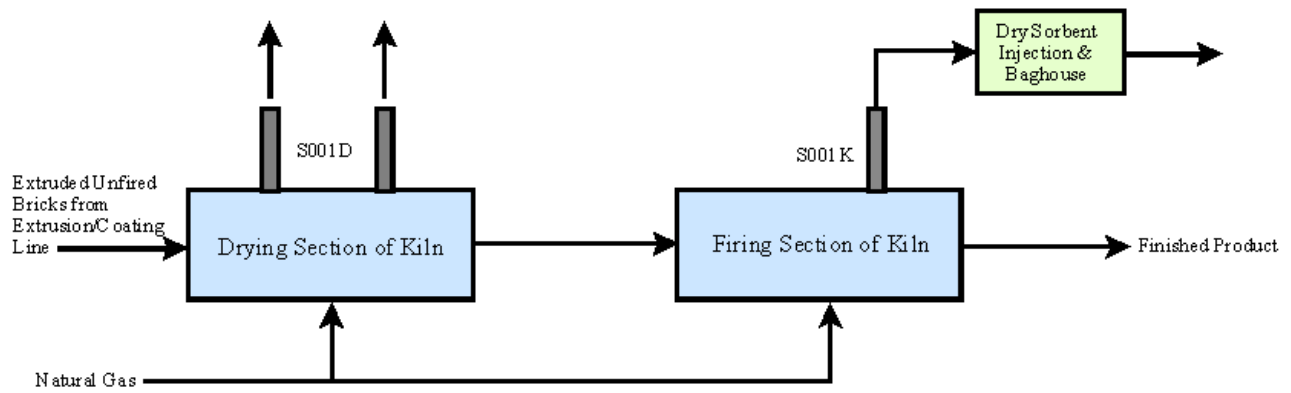 Dry Sorbent
Injection &
Baghouse
S001D
S001K
Extruded Unfired
Bricks from
Extrusion/Coating
Line
Drying Section of Kiln
Firing Section of Kiln
Finished Product
Natural Gas